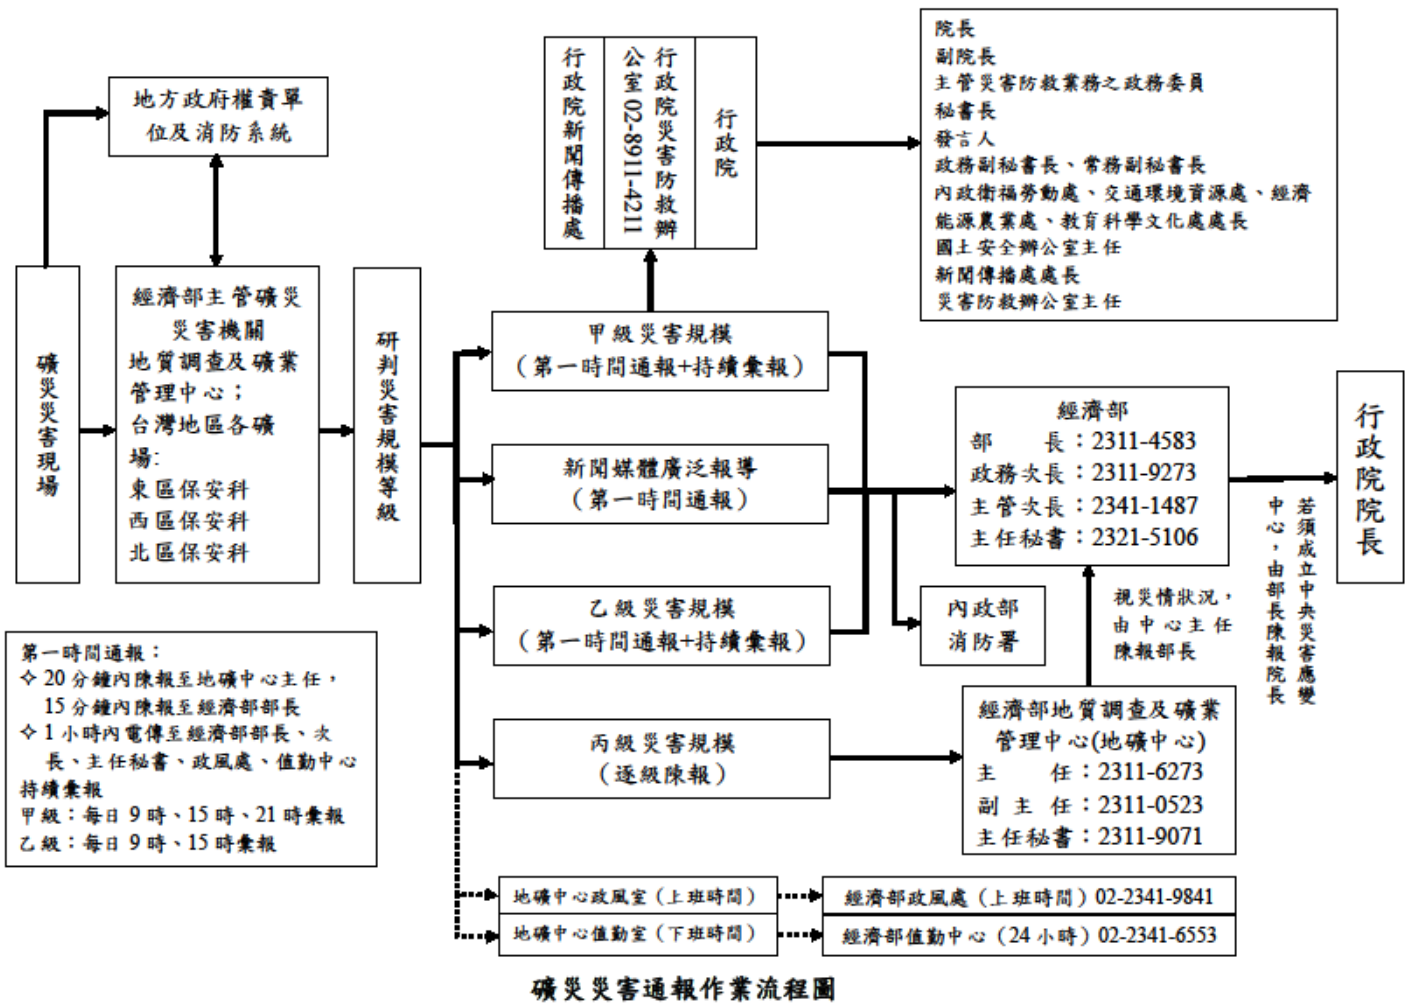 地方政府權責單
位及消防系統
礦災災害現場
經濟部主管礦災
災害機關
地質調查及礦業
管理中心；
台灣地區各礦
場:
東區保安科
西區保安科
北區保安科
研判災害規模等級
行政院新聞傳播處
行政院災害防救辦
公室 02-8911-4211
行政院
院長
副院長
主管災害防救業務之政務委員
秘書長
發言人
政務副秘書長、常務副秘書長
內政衛福勞動處、交通環境資源處、經濟
能源農業處、教育科學文化處處長
國土安全辦公室主任
新聞傳播處處長
災害防救辦公室主任
甲級災害規模
（第一時間通報+持續彙報）
新聞媒體廣泛報導
（第一時間通報）
乙級災害規模
（第一時間通報+持續彙報）
丙級災害規模
（逐級陳報）
經濟部
部　　長：2311-4583
政務次長：2311-9273
主管次長：2341-1487
主任秘書：2321-5106
行政院院長
若須成立中央災害應變
中心，由部長陳報院長
內政部
消防署
視災情狀況，
由中心主任
陳報部長
經濟部地質調查及礦業
管理中心(地礦中心)
主　　任：2311-6273
副 主 任：2311-0523
主任秘書：2311-9071
第一時間通報：
✧ 20 分鐘內陳報至地礦中心主任，
15 分鐘內陳報至經濟部部長
✧ 1 小時內電傳至經濟部部長、次
長、主任秘書、政風處、值勤中心
持續彙報
甲級：每日 9 時、15 時、21 時彙報
乙級：每日 9 時、15 時彙報
地礦中心政風室（上班時間）
經濟部政風處（上班時間）02-2341-9841
地礦中心值勤室（下班時間）
經濟部值勤中心（24 小時）02-2341-6553
礦災災害通報作業流程圖